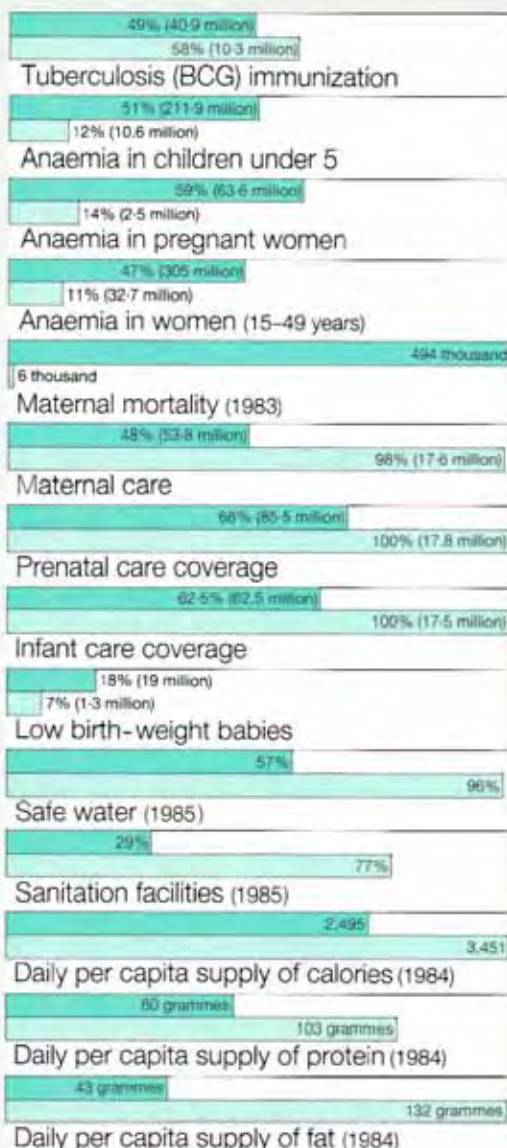 49% (40·9 million)
58% (10·3 million)
Tuberculosis (BCG) immunization
51% (211·9 million)
12% (10.6 million)
Anaemia in children under 5
59% (63·6 million)
14% (2·5 million)
Anaemia in pregnant women
47% (305 million)
11% (32·7 million)
Anaemia in women (15–49 years)
494 thousand
6 thousand
Maternal mortality (1983)
48% (53·8 million)
98% (17·6 million)
Maternal care
68% (85·5 million)
100% (17.8 million)
Prenatal care coverage
62·5% (62.5 million)
100% (17·5 million)
Infant care coverage
18% (19 million)
7% (1·3 million)
Low birth-weight babies
57%
96%
Safe water (1985)
29%
77%
Sanitation facilities (1985)
2,495
3,451
Daily per capita supply of calories (1984)
60 grammes
103 grammes
Daily per capita supply of protein (1984)
43 grammes
132 grammes
Daily per capita supply of fat (1984)